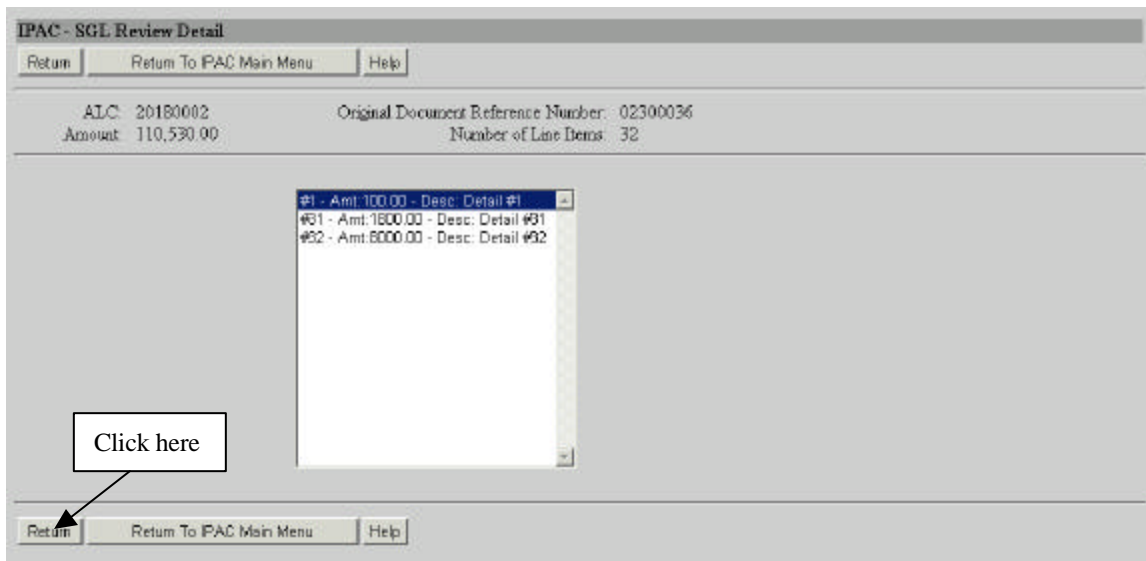 IPAC - SGL Review Detail
Return Return To IPAC Main Menu Help
ALC: 20180002 Original Document Reference Number: 02300036
Amount: 110,530.00 Number of Line Items: 32
#1 - Amt:100.00 - Desc: Detail #1
#31 - Amt:1800.00 - Desc: Detail #31
#32 - Amt:8000.00 - Desc: Detail #32
Click here
Return Return To IPAC Main Menu Help